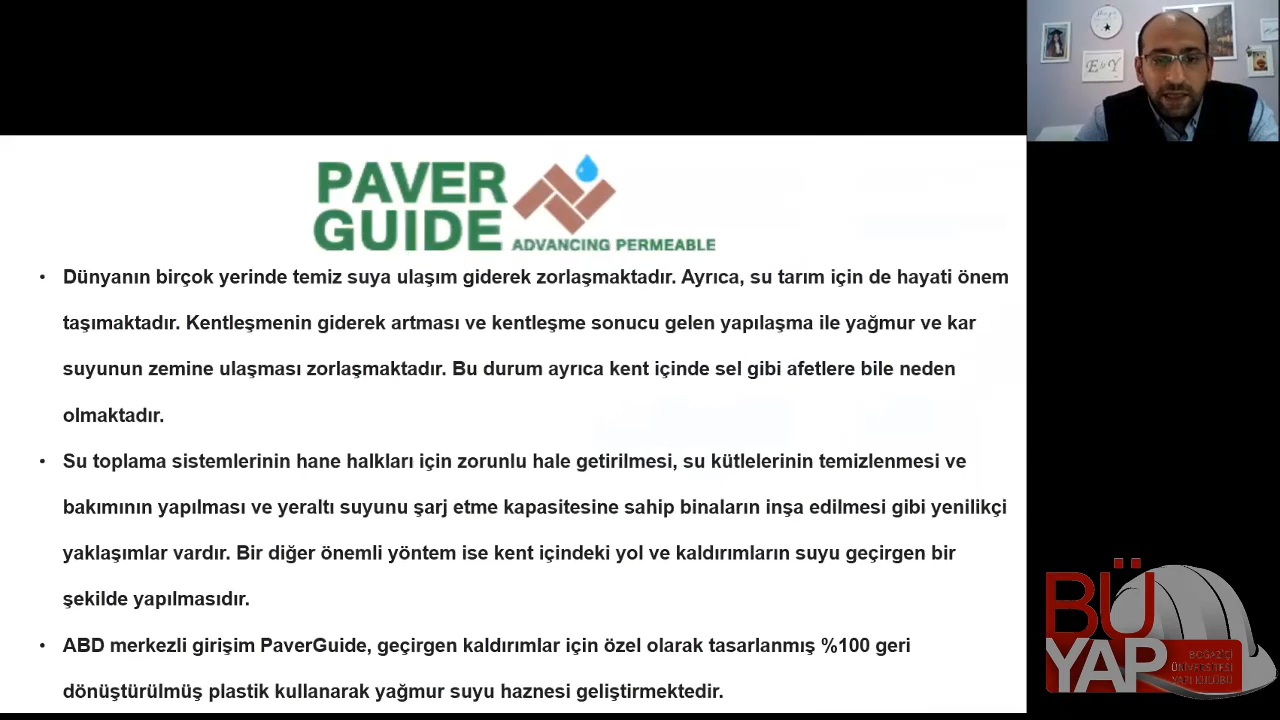 PAVER
GUIDE
ADVANCING PERMEABLE
• Dünyanın birçok yerinde temiz suya ulaşım giderek zorlaşmaktadır. Ayrıca, su tarım için de hayati önem
taşımaktadır. Kentleşmenin giderek artması ve kentleşme sonucu gelen yapılaşma ile yağmur ve kar
suyunun zemine ulaşması zorlaşmaktadır. Bu durum ayrıca kent içinde sel gibi afetlere bile neden
olmaktadır.
• Su toplama sistemlerinin hane halkları için zorunlu hale getirilmesi, su kütlelerinin temizlenmesi ve
bakımının yapılması ve yeraltı suyunu şarj etme kapasitesine sahip binaların inşa edilmesi gibi yenilikçi
yaklaşımlar vardır. Bir diğer önemli yöntem ise kent içindeki yol ve kaldırımların suyu geçirgen bir
şekilde yapılmasıdır.
• ABD merkezli girişim PaverGuide, geçirgen kaldırımlar için özel olarak tasarlanmış %100 geri
dönüştürülmüş plastik kullanarak yağmur suyu haznesi geliştirmektedir.
E&Y
BÜ
YAP
BOĞAZİÇİ
ÜNİVERSİTESİ
YAPI KULÜBÜ